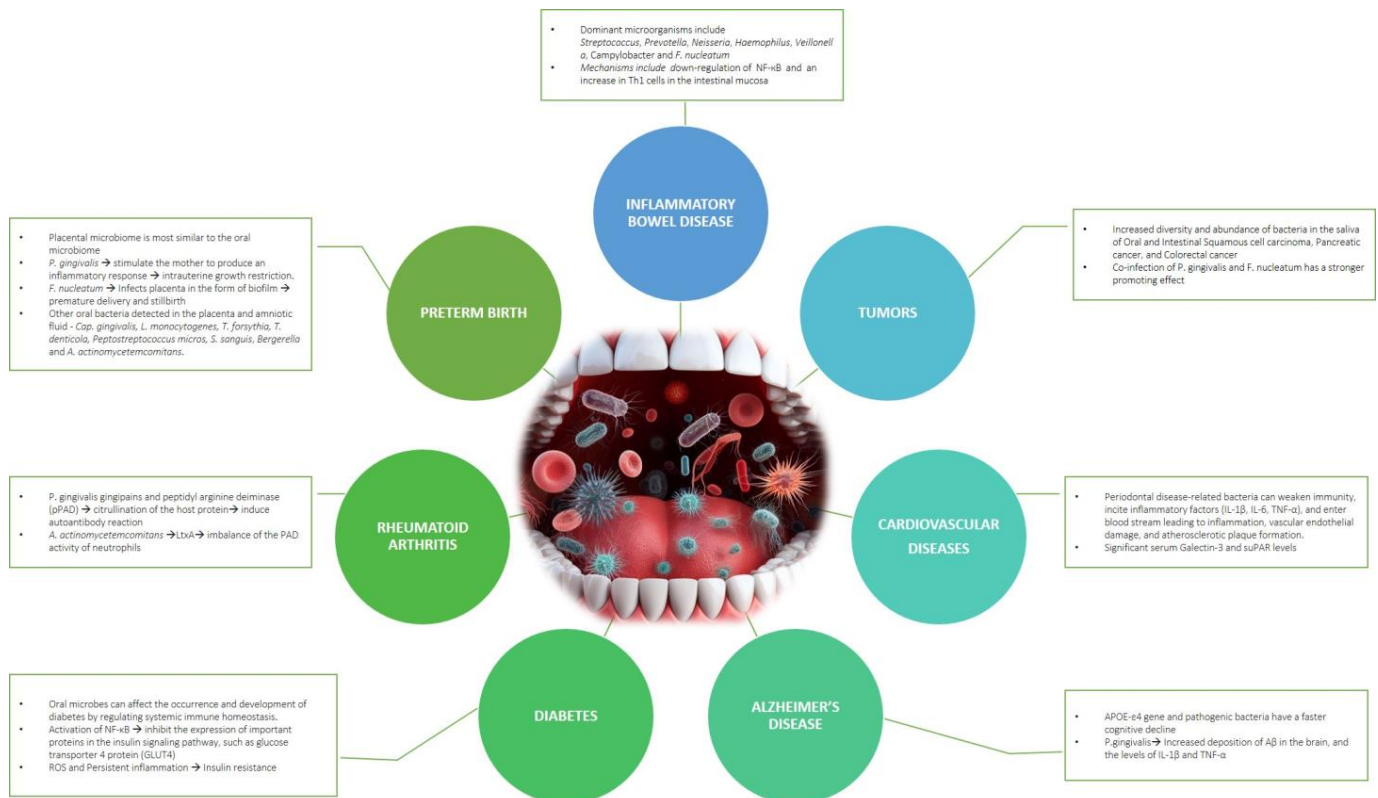 • Dominant microorganisms include
Streptococcus, Prevotella, Neisseria, Haemophilus, Veillonell
a, Campylobacter and F. nucleatum
• Mechanisms include down-regulation of NF-κB and an
increase in Th1 cells in the intestinal mucosa
INFLAMMATORY
BOWEL DISEASE
• Placental microbiome is most similar to the oral
microbiome
• P. gingivalis → stimulate the mother to produce an
inflammatory response → intrauterine growth restriction.
• F. nucleatum → Infects placenta in the form of biofilm →
premature delivery and stillbirth
• Other oral bacteria detected in the placenta and amniotic
fluid - Cap. gingivalis, L. monocytogenes, T. forsythia, T.
denticola, Peptostreptococcus micros, S. sanguis, Bergerella
and A. actinomycetemcomitans.
PRETERM BIRTH
TUMORS
• Increased diversity and abundance of bacteria in the saliva
of Oral and Intestinal Squamous cell carcinoma, Pancreatic
cancer, and Colorectal cancer
• Co-infection of P. gingivalis and F. nucleatum has a stronger
promoting effect
• P. gingivalis gingipains and peptidyl arginine deiminase
(pPAD) → citrullination of the host protein→ induce
autoantibody reaction
• A. actinomycetemcomitans →LtxA→ imbalance of the PAD
activity of neutrophils
RHEUMATOID
ARTHRITIS
CARDIOVASCULAR
DISEASES
• Periodontal disease-related bacteria can weaken immunity,
incite inflammatory factors (IL-1β, IL-6, TNF-α), and enter
blood stream leading to inflammation, vascular endothelial
damage, and atherosclerotic plaque formation.
• Significant serum Galectin-3 and suPAR levels
• Oral microbes can affect the occurrence and development of
diabetes by regulating systemic immune homeostasis.
• Activation of NF-κB → inhibit the expression of important
proteins in the insulin signaling pathway, such as glucose
transporter 4 protein (GLUT4)
• ROS and Persistent inflammation → Insulin resistance
DIABETES
ALZHEIMER'S
DISEASE
• APOE-ε4 gene and pathogenic bacteria have a faster
cognitive decline
• P.gingivalis→ Increased deposition of Aβ in the brain, and
the levels of IL-1β and TNF-α